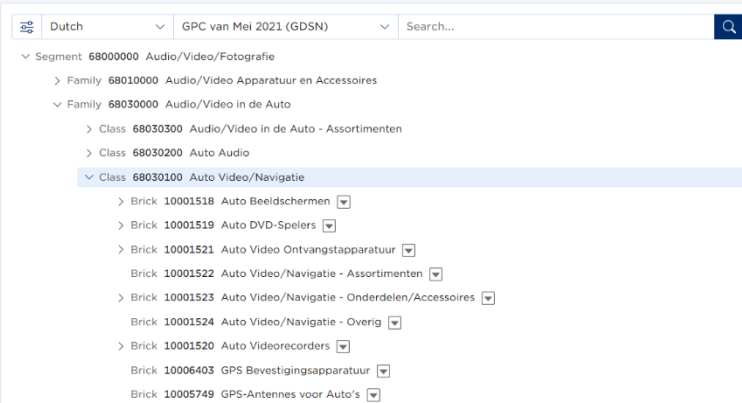 Dutch GPC van Mei 2021 (GDSN) Search...
Segment 68000000 Audio/Video/Fotografie
Family 68010000 Audio/Video Apparatuur en Accessoires
Family 68030000 Audio/Video in de Auto
Class 68030300 Audio/Video in de Auto - Assortimenten
Class 68030200 Auto Audio
Class 68030100 Auto Video/Navigatie
Brick 10001518 Auto Beeldschermen
Brick 10001519 Auto DVD-Spelers
Brick 10001521 Auto Video Ontvangstapparatuur
Brick 10001522 Auto Video/Navigatie - Assortimenten
Brick 10001523 Auto Video/Navigatie - Onderdelen/Accessoires
Brick 10001524 Auto Video/Navigatie - Overig
Brick 10001520 Auto Videorecorders
Brick 10006403 GPS Bevestigingsapparatuur
Brick 10005749 GPS-Antennes voor Auto's